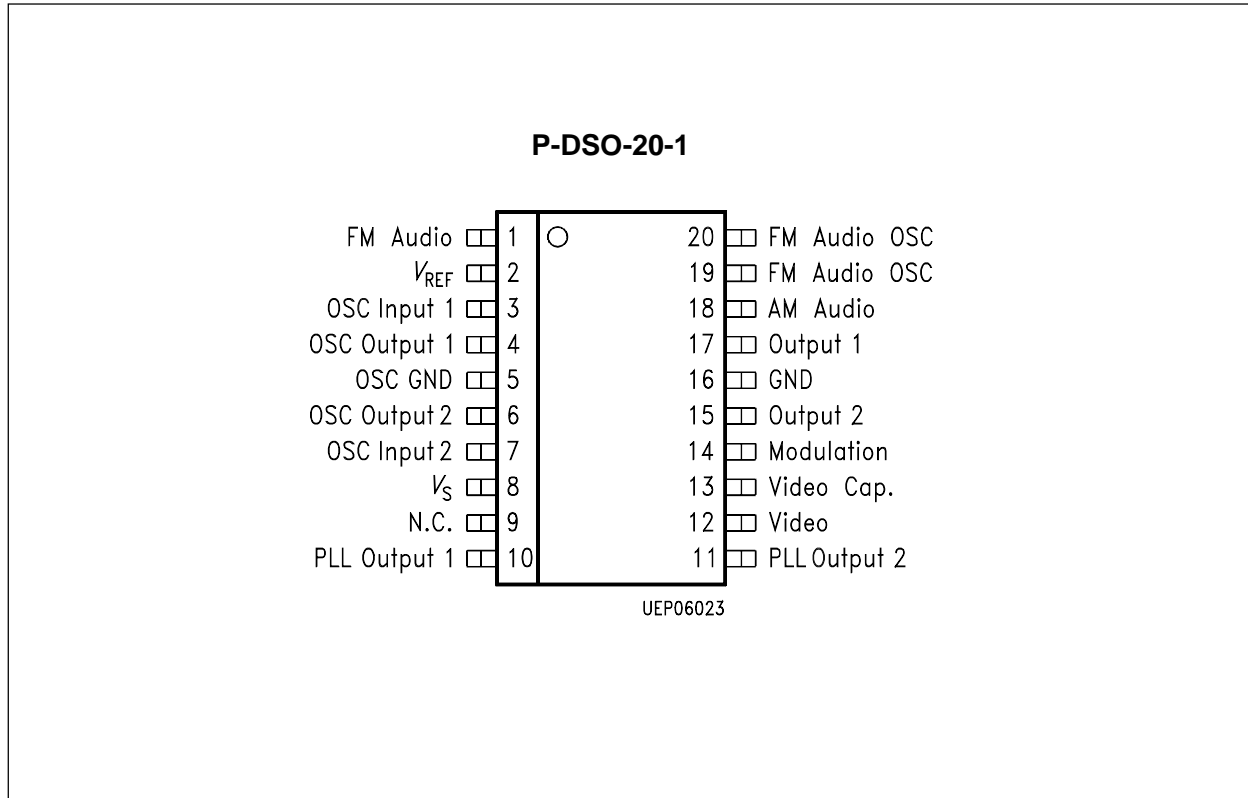 P-DSO-20-1
FM Audio 1 20 FM Audio OSC
VREF 2 19 FM Audio OSC
OSC Input 1 3 18 AM Audio
OSC Output 1 4 17 Output 1
OSC GND 5 16 GND
OSC Output 2 6 15 Output 2
OSC Input 2 7 14 Modulation
VS 8 13 Video Cap.
N.C. 9 12 Video
PLL Output 1 10 11 PLL Output 2
UEP06023